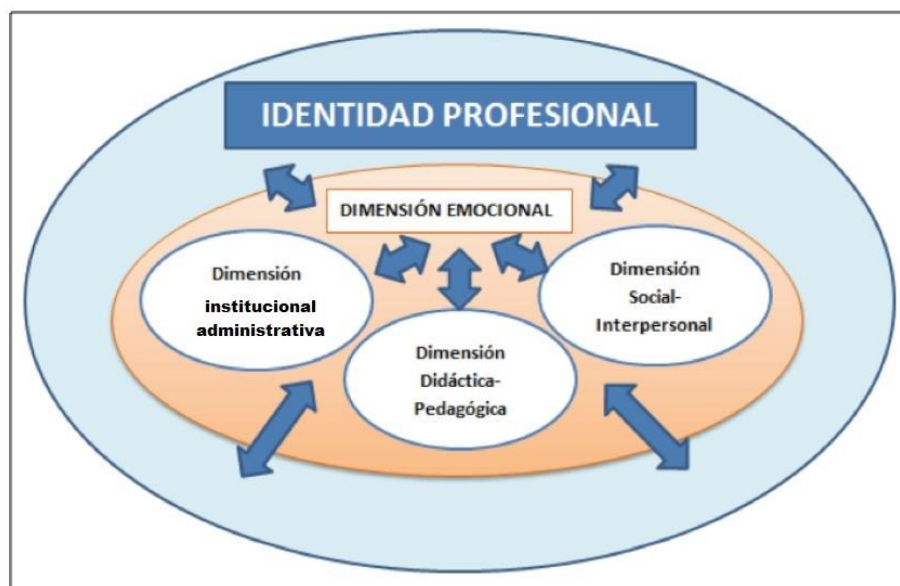 IDENTIDAD PROFESIONAL
DIMENSIÓN EMOCIONAL
Dimensión
institucional
administrativa
Dimensión
Didáctica-
Pedagógica
Dimensión
Social-
Interpersonal